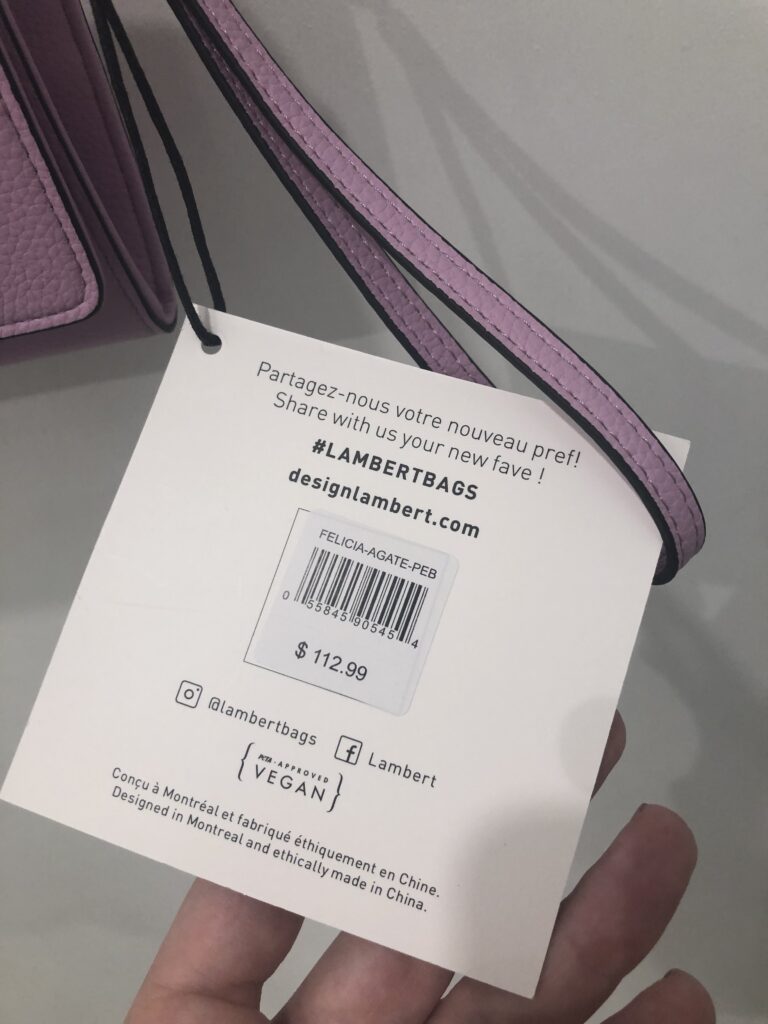 Partagez-nous votre nouveau pref!
Share with us your new fave !
#LAMBERTBAGS
designlambert.com
FELICIA-AGATE-PEB
0 55845 90545 4
$ 112.99
@lambertbags
Lambert
PETA - APPROVED
VEGAN
Conçu à Montréal et fabriqué éthiquement en Chine.
Designed in Montreal and ethically made in China.